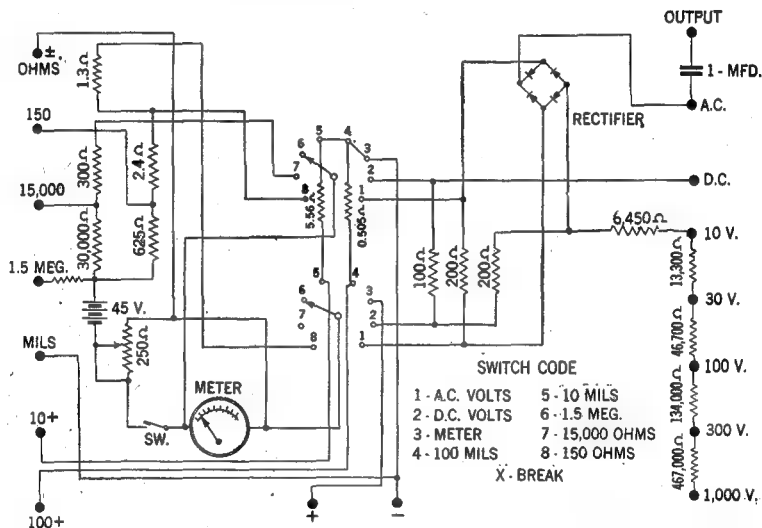 OUTPUT
±
OHMS
1.3Ω
1-MFD.
A.C.
RECTIFIER
150
300Ω
2.4Ω
5
4
6
3
7
2
8
1
5.56Ω
0.505Ω
D.C.
15,000
30,000Ω
625Ω
6,450Ω
10 V.
100Ω
200Ω
200Ω
13,300Ω
1.5 MEG.
45 V.
5
4
6
3
7
2
8
1
30 V.
46,700Ω
MILS
250Ω
METER
SW.
100 V.
134,000Ω
10+
300 V.
467,000Ω
100+
+
−
1,000 V.
SWITCH CODE
1 - A.C. VOLTS
2 - D.C. VOLTS
3 - METER
4 - 100 MILS
5 - 10 MILS
6 - 1.5 MEG.
7 - 15,000 OHMS
8 - 150 OHMS
X - BREAK